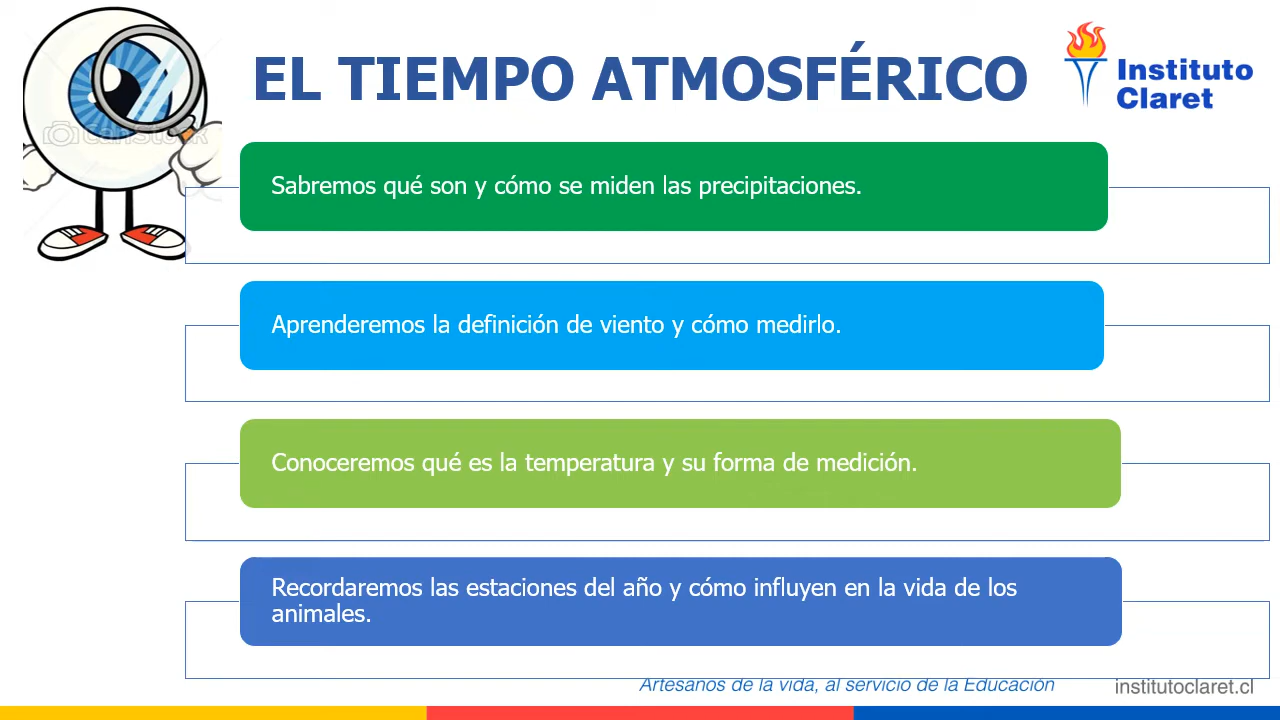 EL TIEMPO ATMOSFÉRICO
Instituto
Claret
CanStock
Sabremos qué son y cómo se miden las precipitaciones.
Aprenderemos la definición de viento y cómo medirlo.
Conoceremos qué es la temperatura y su forma de medición.
Recordaremos las estaciones del año y cómo influyen en la vida de los
animales.
Artesanos de la vida, al servicio de la Educación
institutoclaret.cl